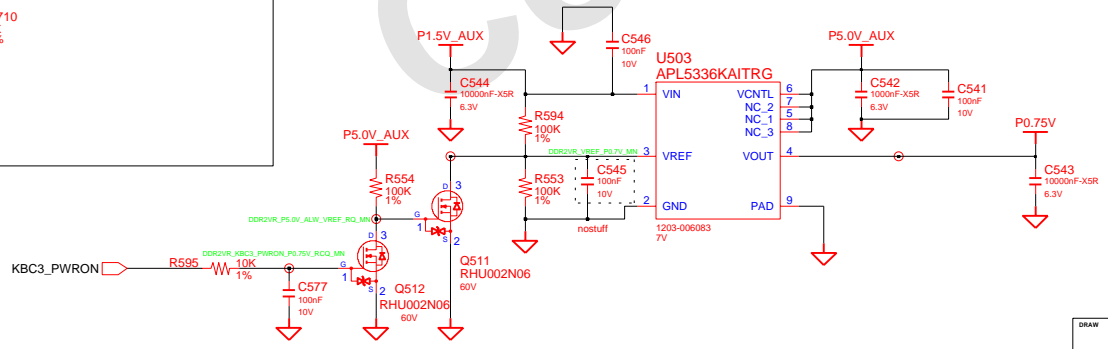 710
P1.5V_AUX
C546
100nF
10V
U503
APL5336KAITRG
P5.0V_AUX
C544
10000nF-X5R
6.3V
1
VIN
VCNTL
6
NC_2
7
NC_1
5
NC_3
8
C542
1000nF-X5R
6.3V
C541
100nF
10V
R594
100K
1%
P5.0V_AUX
P0.75V
DDR2VR_VREF_P0.7V_MN
3
VREF
VOUT
4
R554
100K
1%
D
3
R553
100K
1%
C545
100nF
10V
C543
10000nF-X5R
6.3V
2
GND
PAD
9
DDR2VR_P5.0V_ALW_VREF_RQ_MN
G
1
S
2
nostuff
1203-006083
7V
D
3
DDR2VR_KBC3_PWRON_P0.75V_RCQ_MN
KBC3_PWRON
R595
10K
1%
G
1
S
2
Q511
RHU002N06
60V
C577
100nF
10V
Q512
RHU002N06
60V
DRAW